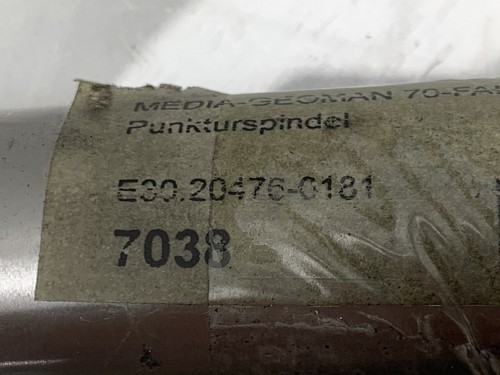 MEDIA-GEOMAN 70-FA
Punkturspindel
E30.20476-0181
7038